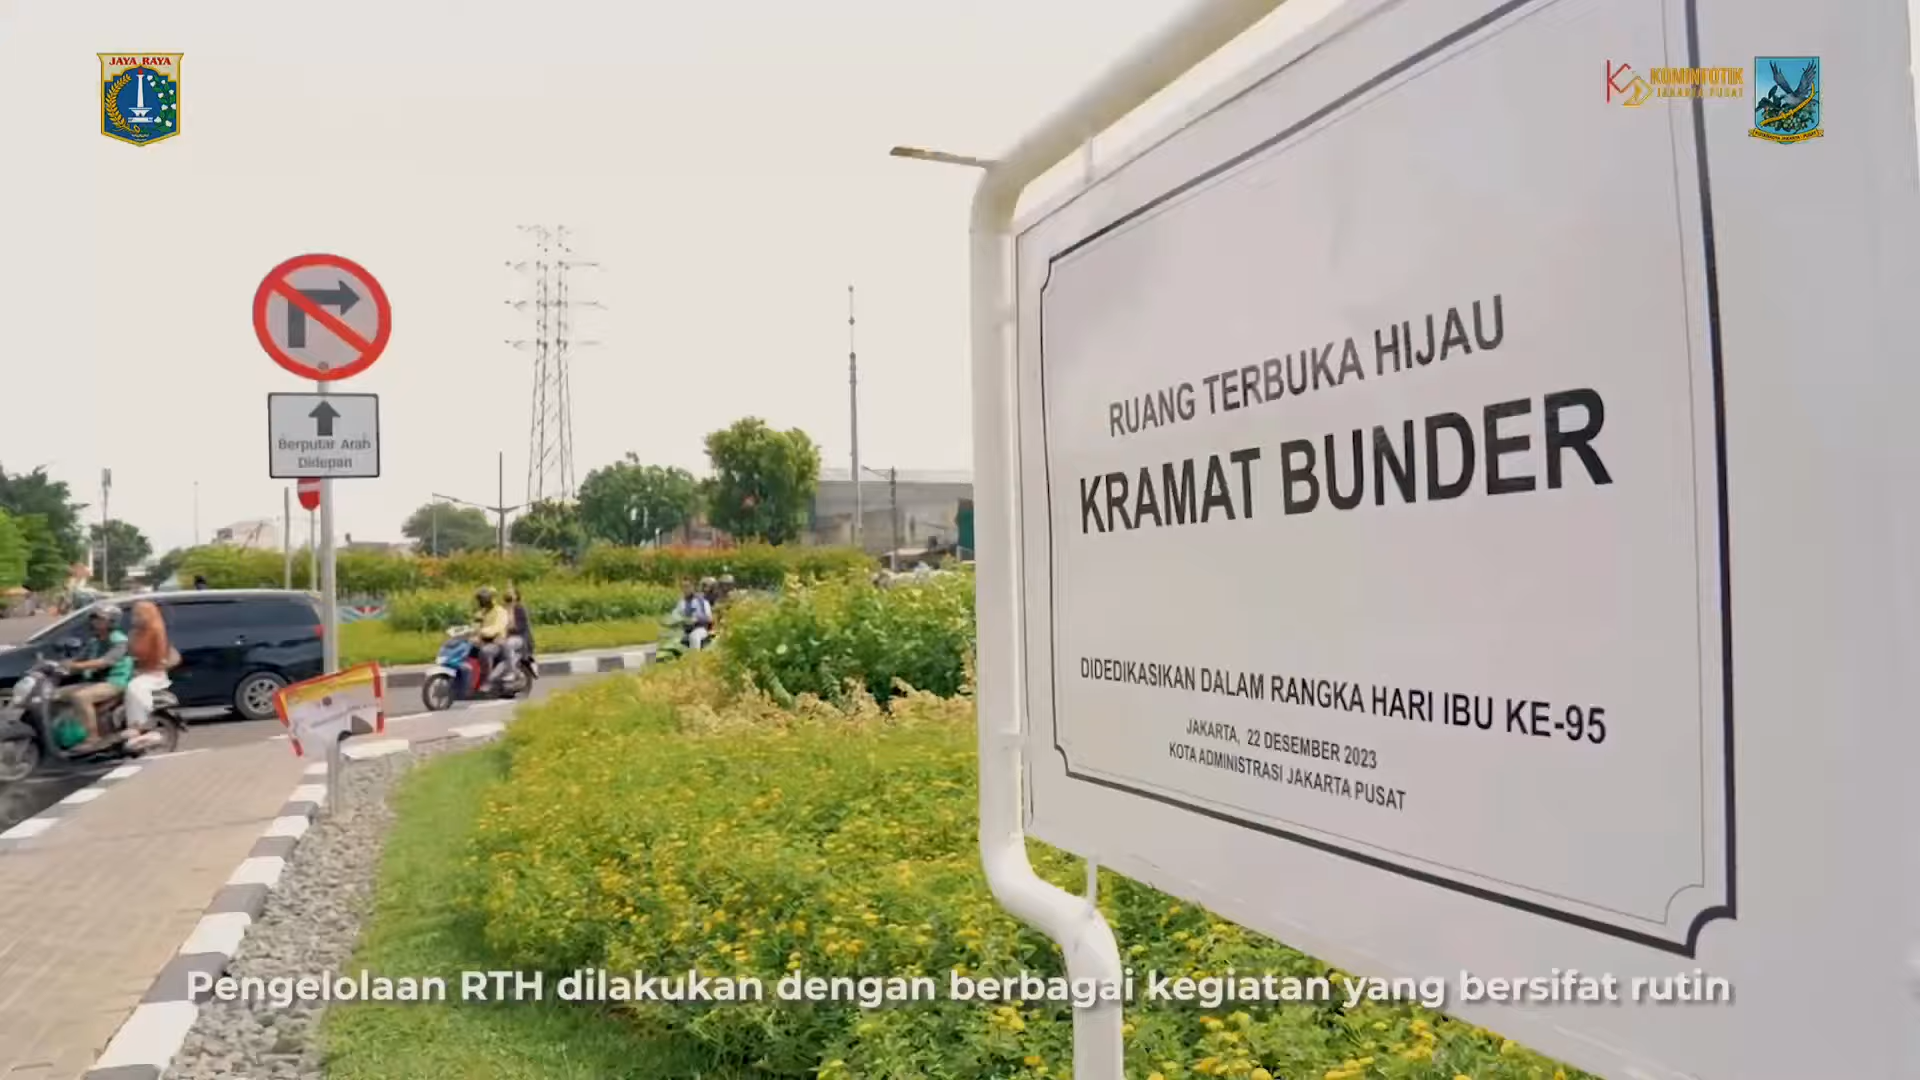 JAYA RAYA
KOMINFOTIK
JAKARTA PUSAT
Berputar Arah
Didepan
RUANG TERBUKA HIJAU
KRAMAT BUNDER
DIDEDIKASIKAN DALAM RANGKA HARI IBU KE-95
JAKARTA, 22 DESEMBER 2023
KOTA ADMINISTRASI JAKARTA PUSAT
Pengelolaan RTH dilakukan dengan berbagai kegiatan yang bersifat rutin